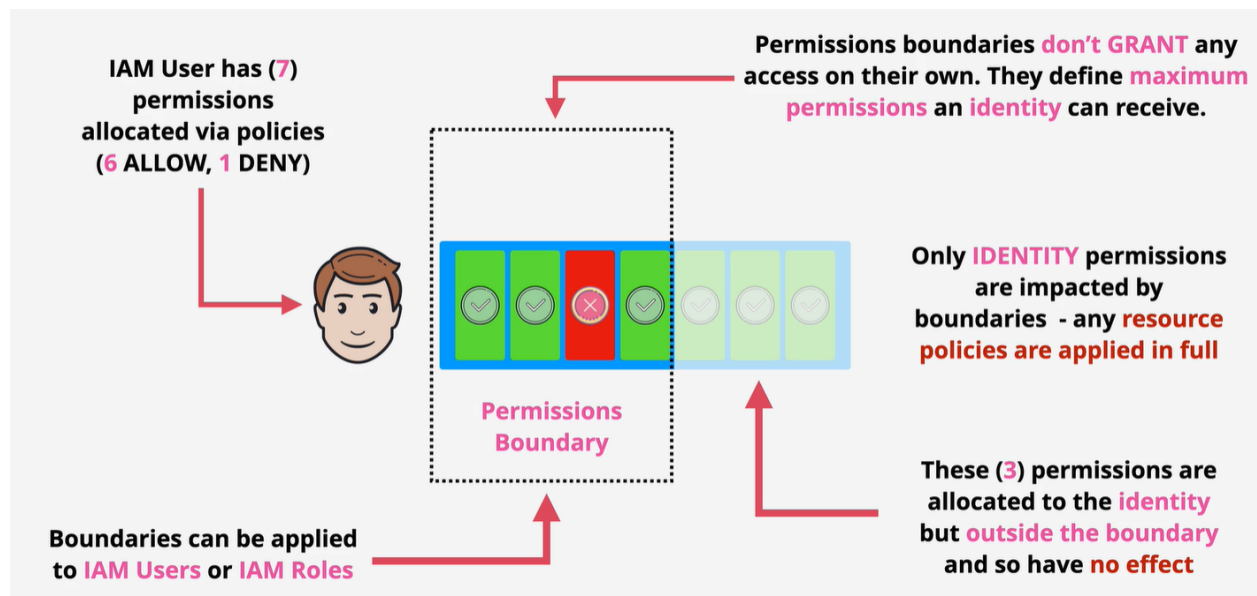 IAM User has (7)
permissions
allocated via policies
(6 ALLOW, 1 DENY)
Permissions boundaries don’t GRANT any
access on their own. They define maximum
permissions an identity can receive.
Only IDENTITY permissions
are impacted by
boundaries  - any resource
policies are applied in full
Permissions
Boundary
These (3) permissions are
allocated to the identity
but outside the boundary
and so have no effect
Boundaries can be applied
to IAM Users or IAM Roles